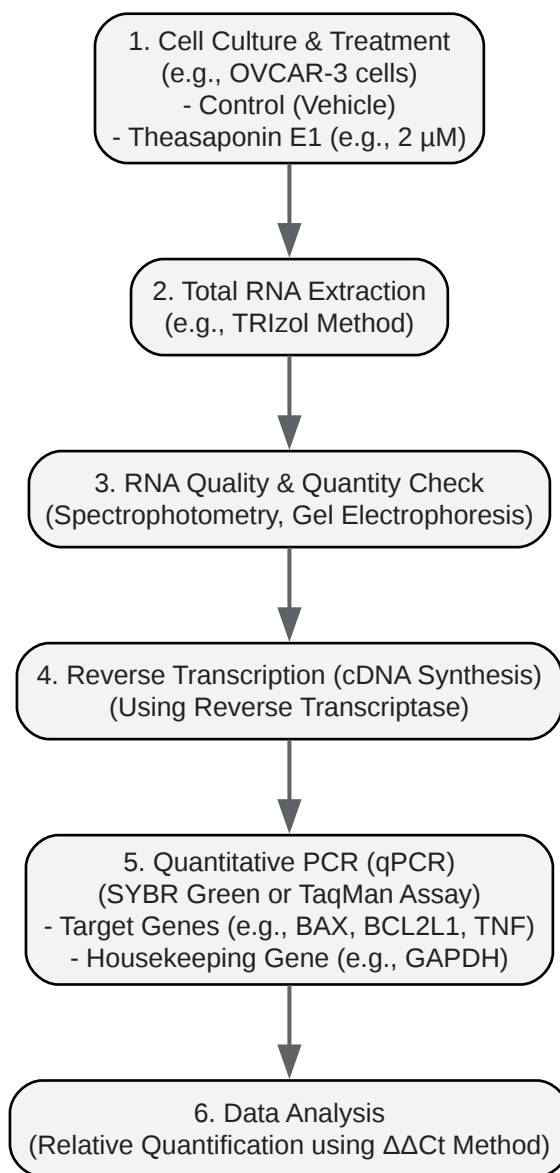 1. Cell Culture & Treatment
(e.g., OVCAR-3 cells)
- Control (Vehicle)
- Theasaponin E1 (e.g., 2 µM)
2. Total RNA Extraction
(e.g., TRIzol Method)
3. RNA Quality & Quantity Check
(Spectrophotometry, Gel Electrophoresis)
4. Reverse Transcription (cDNA Synthesis)
(Using Reverse Transcriptase)
5. Quantitative PCR (qPCR)
(SYBR Green or TaqMan Assay)
- Target Genes (e.g., BAX, BCL2L1, TNF)
- Housekeeping Gene (e.g., GAPDH)
6. Data Analysis
(Relative Quantification using ΔΔCt Method)